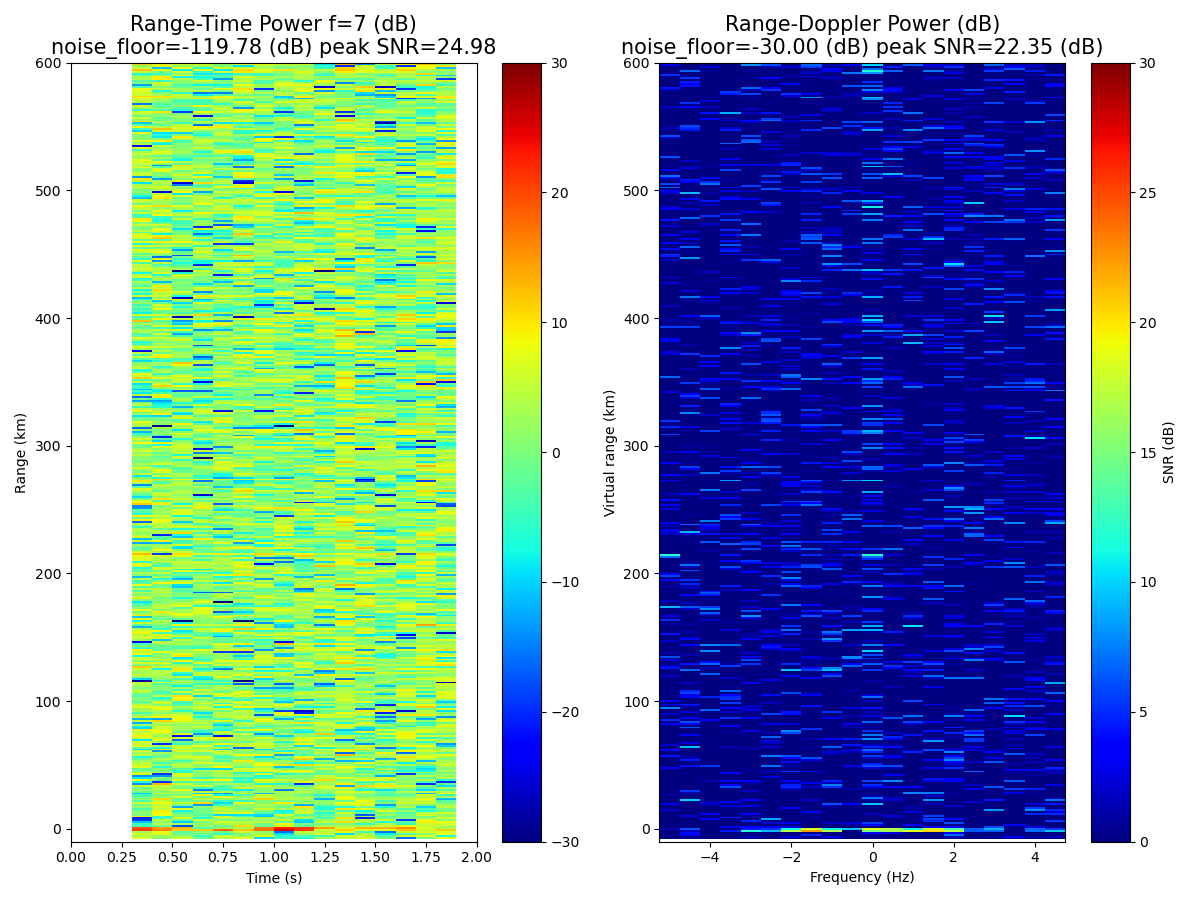 Range-Time Power f=7 (dB)
noise_floor=-119.78 (dB) peak SNR=24.98
600
500
400
300
200
100
0
Range (km)
0.00 0.25 0.50 0.75 1.00 1.25 1.50 1.75 2.00
Time (s)
30
20
10
0
−10
−20
−30
Range-Doppler Power (dB)
noise_floor=-30.00 (dB) peak SNR=22.35 (dB)
600
500
400
300
200
100
0
Virtual range (km)
−4 −2 0 2 4
Frequency (Hz)
30
25
20
15
10
5
0
SNR (dB)